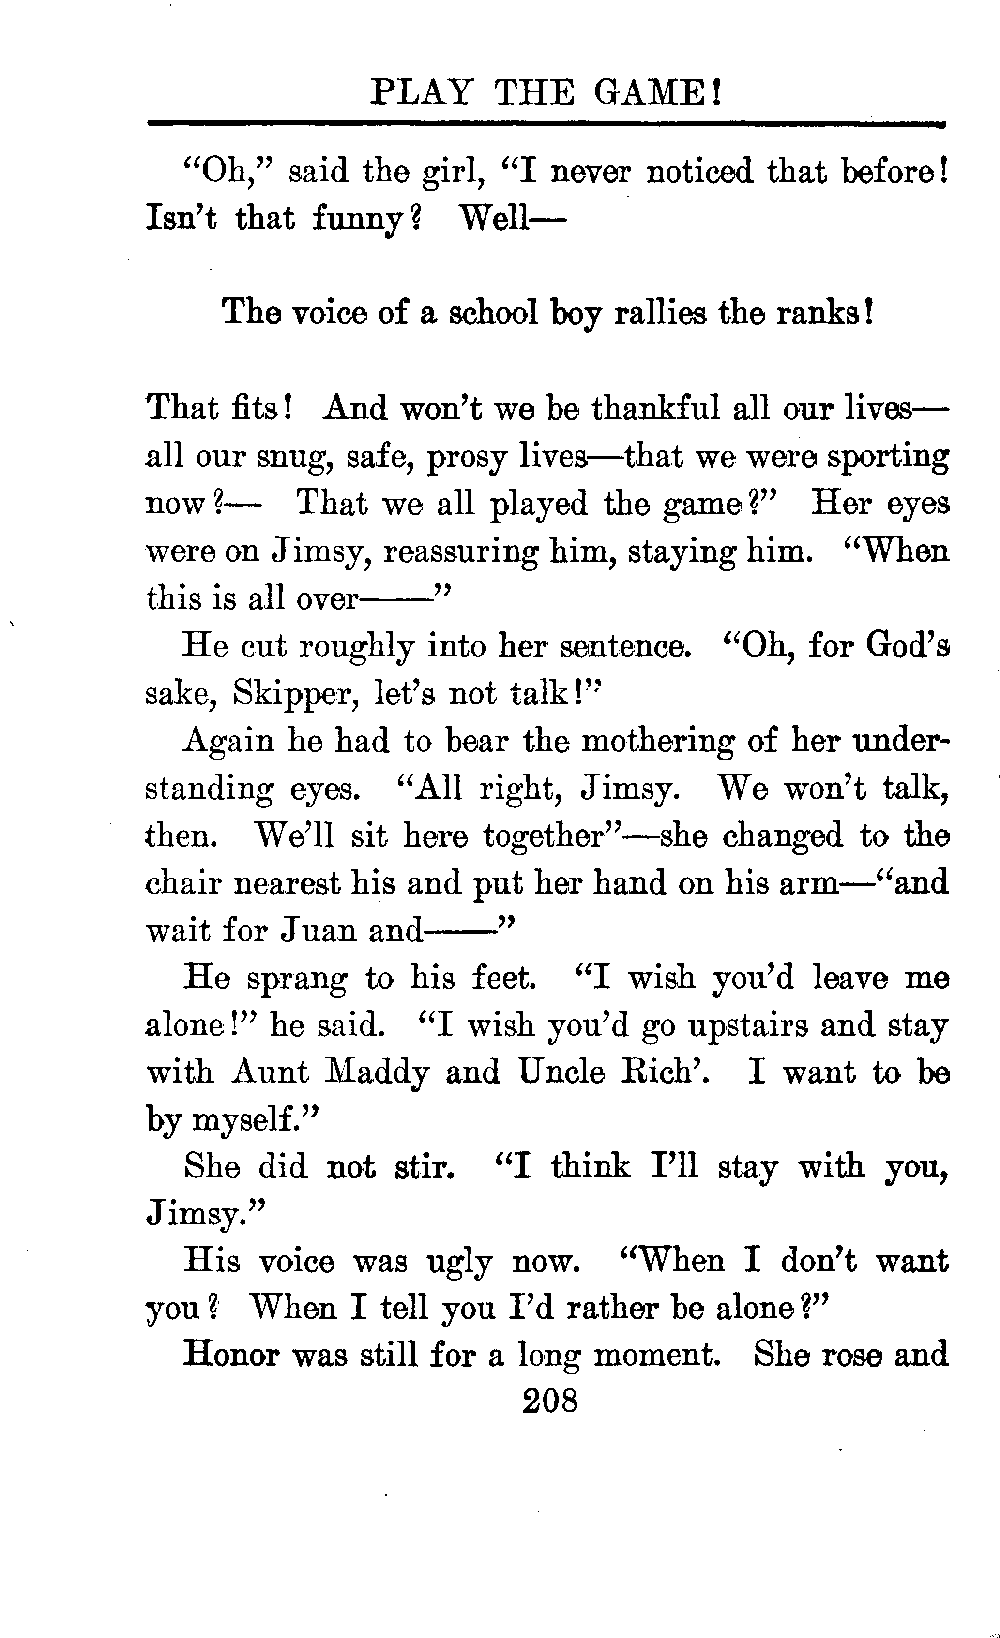 PLAY THE GAME!
“Oh,” said the girl, “I never noticed that before!
Isn’t that funny? Well—
The voice of a school boy rallies the ranks!
That fits! And won’t we be thankful all our lives—
all our snug, safe, prosy lives—that we were sporting
now?— That we all played the game?” Her eyes
were on Jimsy, reassuring him, staying him. “When
this is all over——”
He cut roughly into her sentence. “Oh, for God’s
sake, Skipper, let’s not talk!”
Again he had to bear the mothering of her under-
standing eyes. “All right, Jimsy. We won’t talk,
then. We’ll sit here together”—she changed to the
chair nearest his and put her hand on his arm—“and
wait for Juan and——”
He sprang to his feet. “I wish you’d leave me
alone!” he said. “I wish you’d go upstairs and stay
with Aunt Maddy and Uncle Rich’. I want to be
by myself.”
She did not stir. “I think I’ll stay with you,
Jimsy.”
His voice was ugly now. “When I don’t want
you? When I tell you I’d rather be alone?”
Honor was still for a long moment. She rose and
208